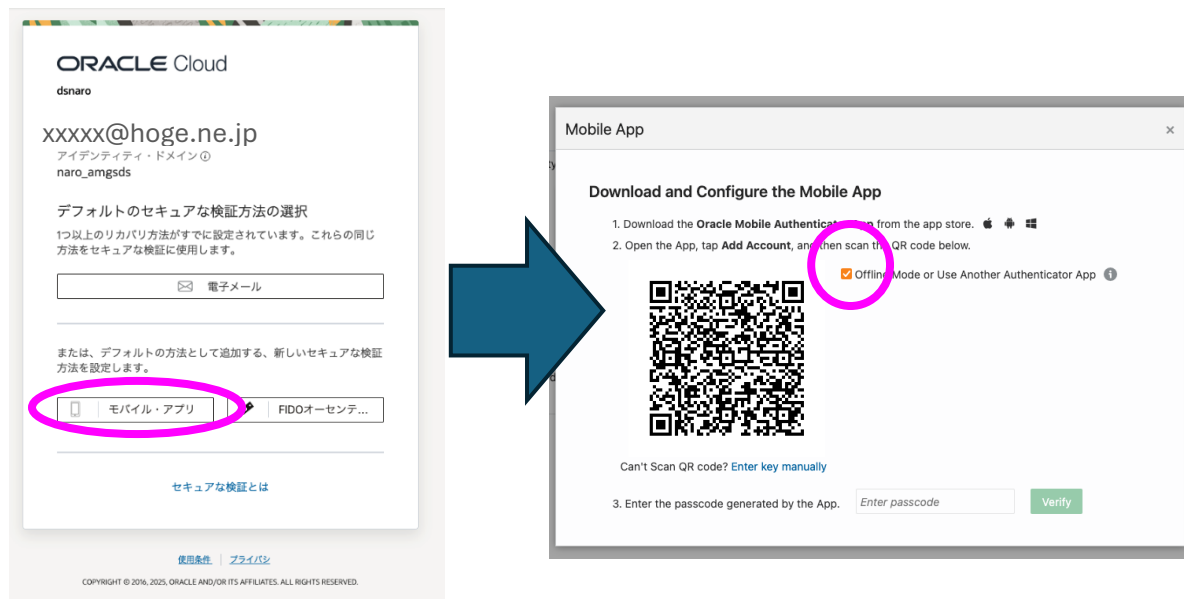 ORACLE Cloud
dsnaro
xxxxx@hoge.ne.jp
アイデンティティ・ドメイン
naro_amgsds
デフォルトのセキュアな検証方法の選択
1つ以上のリカバリ方法がすでに設定されています。これらの同じ
方法をセキュアな検証に使用します。
電子メール
または、デフォルトの方法として追加する、新しいセキュアな検証
方法を設定します。
モバイル・アプリ
FIDOオーセンテ...
セキュアな検証とは
使用条件
プライバシ
COPYRIGHT © 2016, 2025, ORACLE AND/OR ITS AFFILIATES. ALL RIGHTS RESERVED.
Mobile App
Download and Configure the Mobile App
1. Download the Oracle Mobile Authenticator App from the app store.
2. Open the App, tap Add Account, and then scan the QR code below.
Offline Mode or Use Another Authenticator App
Can't Scan QR code? Enter key manually
3. Enter the passcode generated by the App.
Enter passcode
Verify